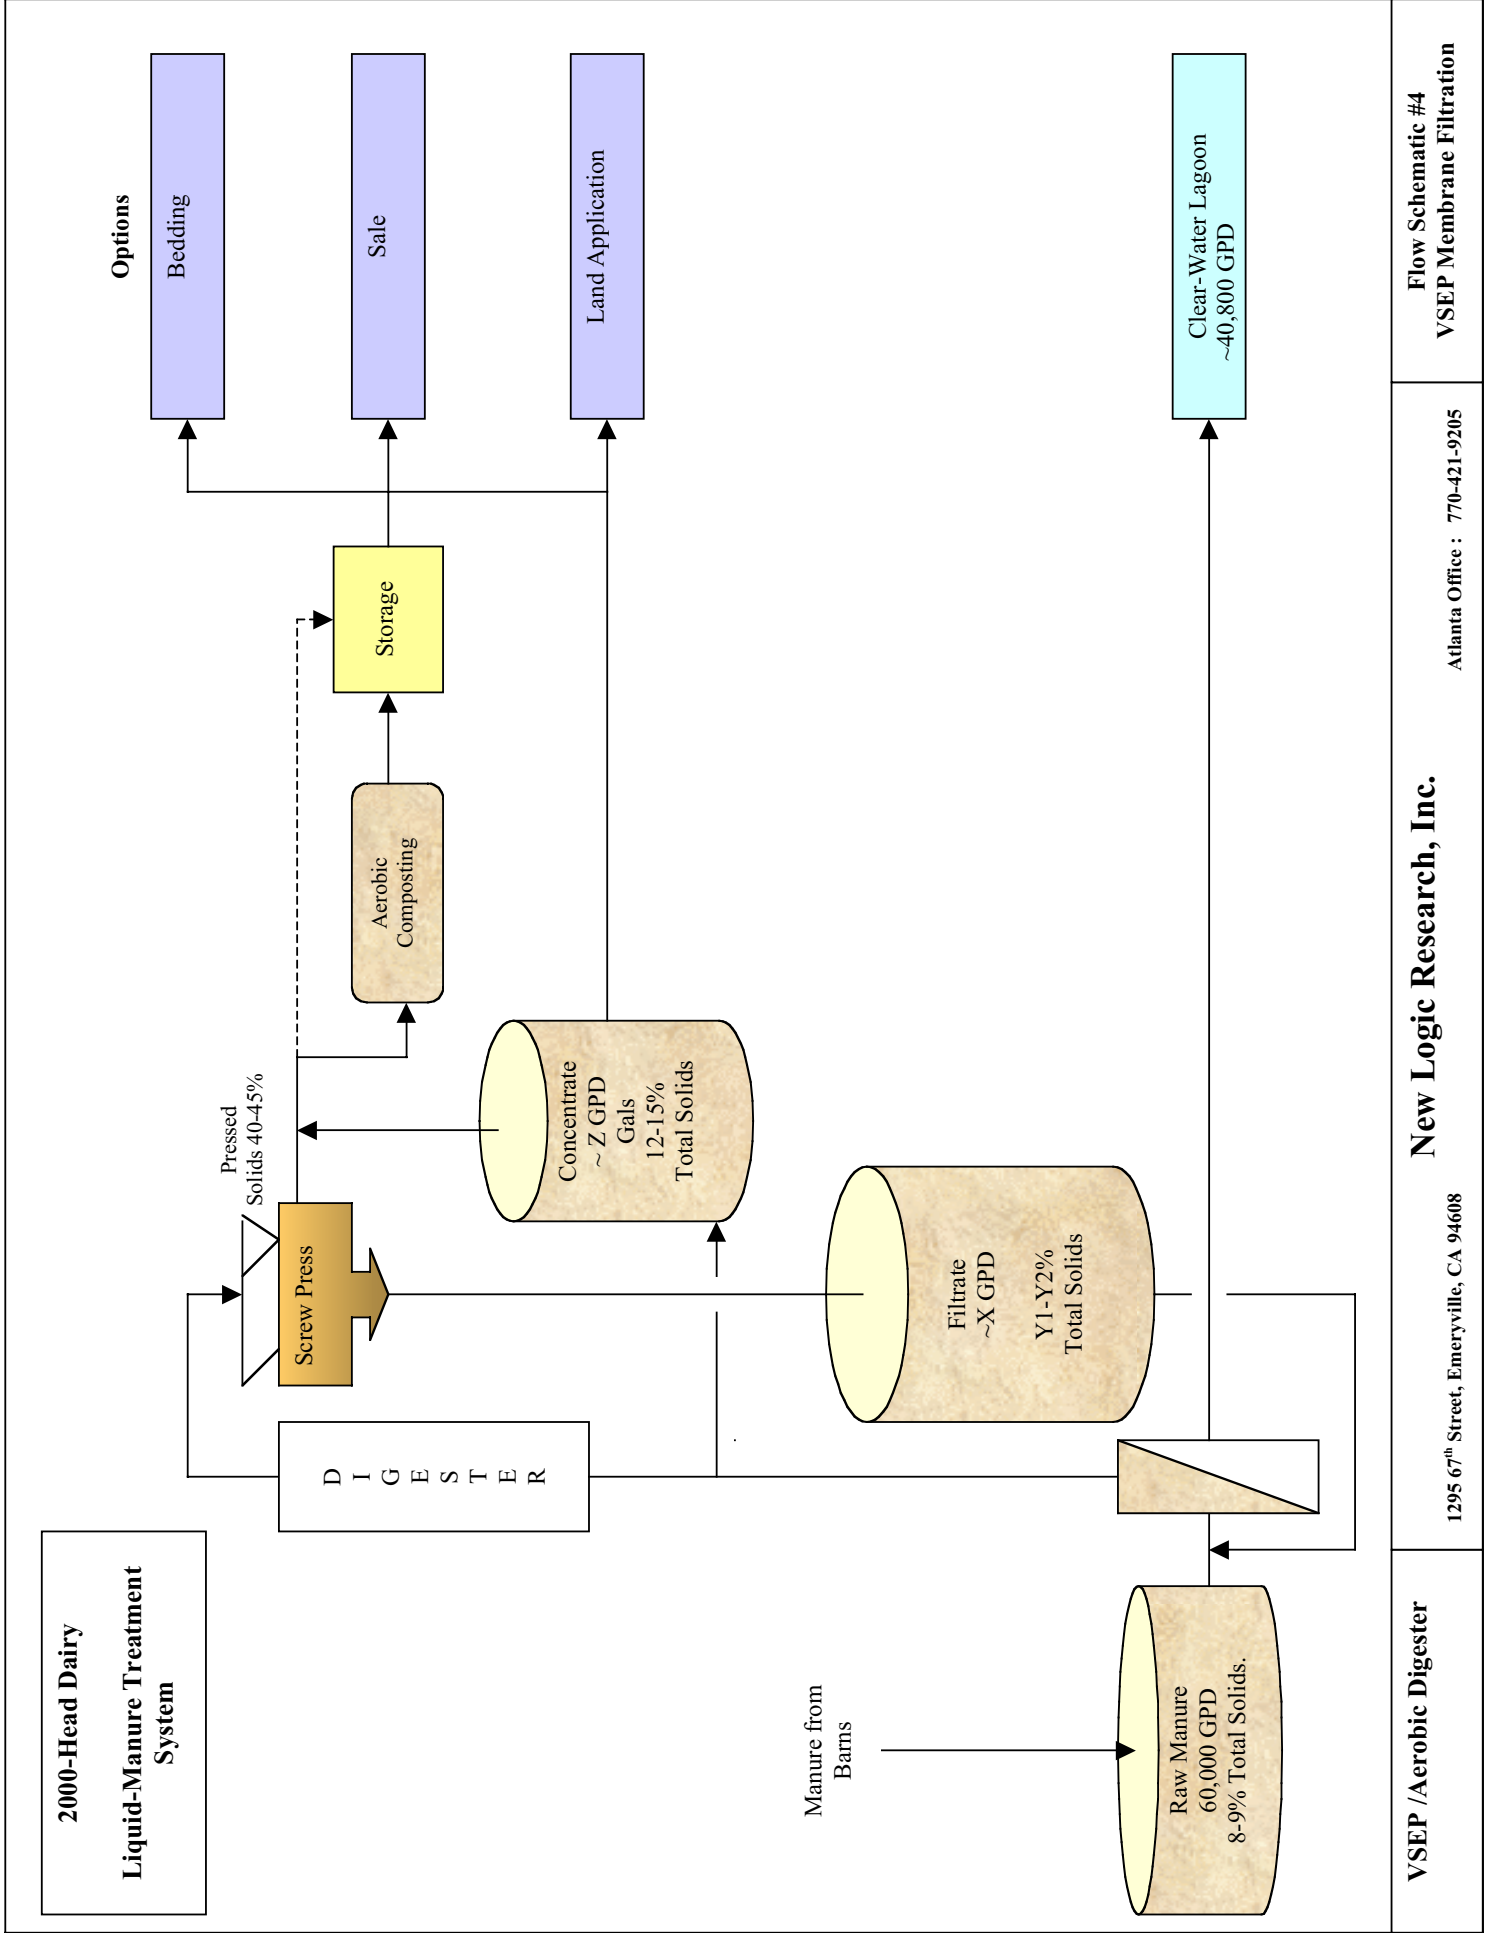 2000-Head Dairy
Liquid-Manure Treatment
System
Options
Bedding
Sale
Land Application
Pressed
Solids 40-45%
Screw Press
D
I
G
E
S
T
E
R
Storage
Aerobic
Composting
Concentrate
~ Z GPD
Gals
12-15%
Total Solids
Filtrate
~X GPD
Y1-Y2%
Total Solids
Manure from
Barns
Raw Manure
60,000 GPD
8-9% Total Solids.
Clear-Water Lagoon
~40,800 GPD
VSEP /Aerobic Digester
New Logic Research, Inc.
1295 67th Street, Emeryville, CA 94608
Atlanta Office : 770-421-9205
Flow Schematic #4
VSEP Membrane Filtration